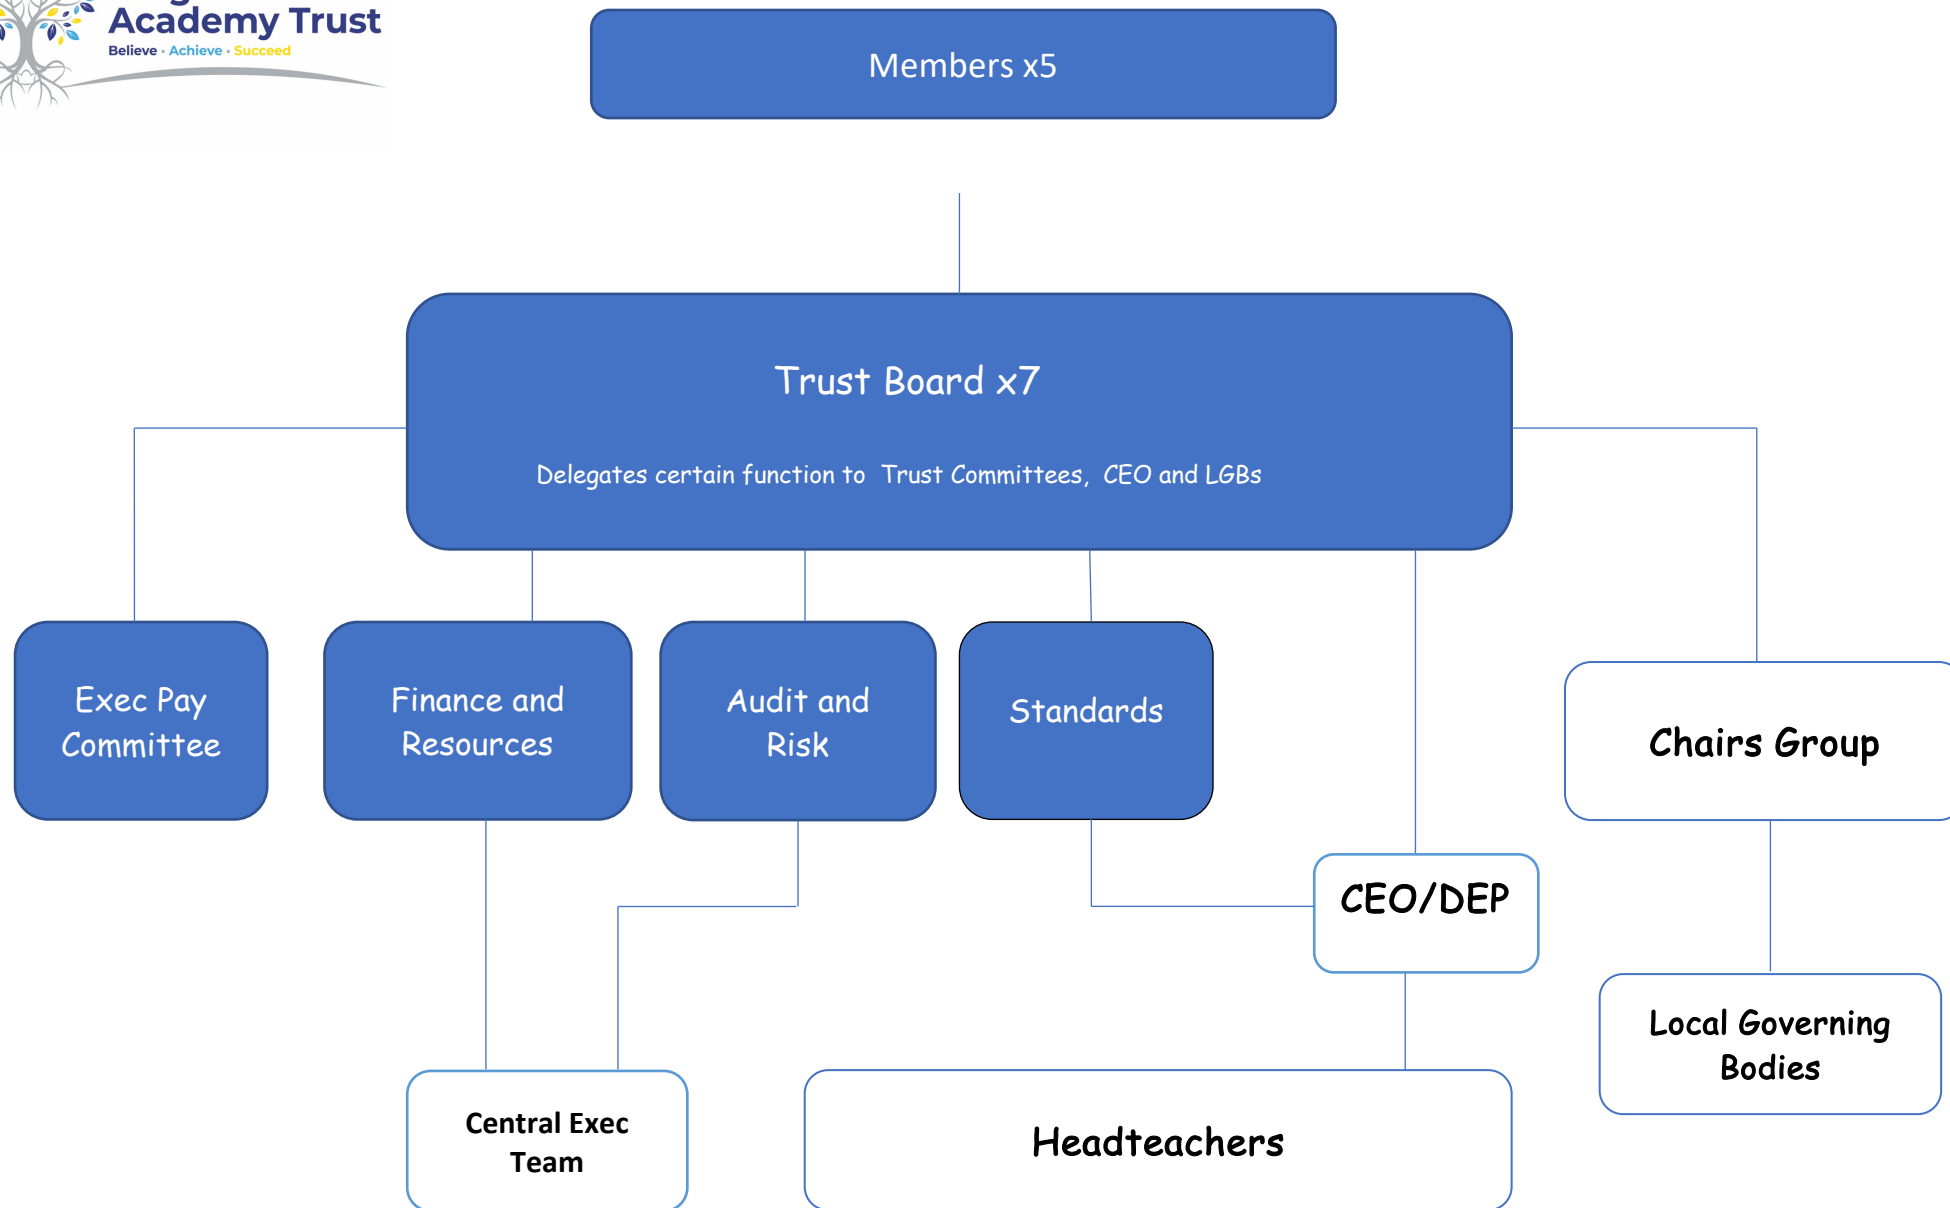 Academy Trust
Believe • Achieve • Succeed
Members x5
Trust Board x7
Delegates certain function to Trust Committees, CEO and LGBs
Exec Pay
Committee
Finance and
Resources
Audit and
Risk
Standards
Chairs Group
CEO/DEP
Local Governing
Bodies
Central Exec
Team
Headteachers